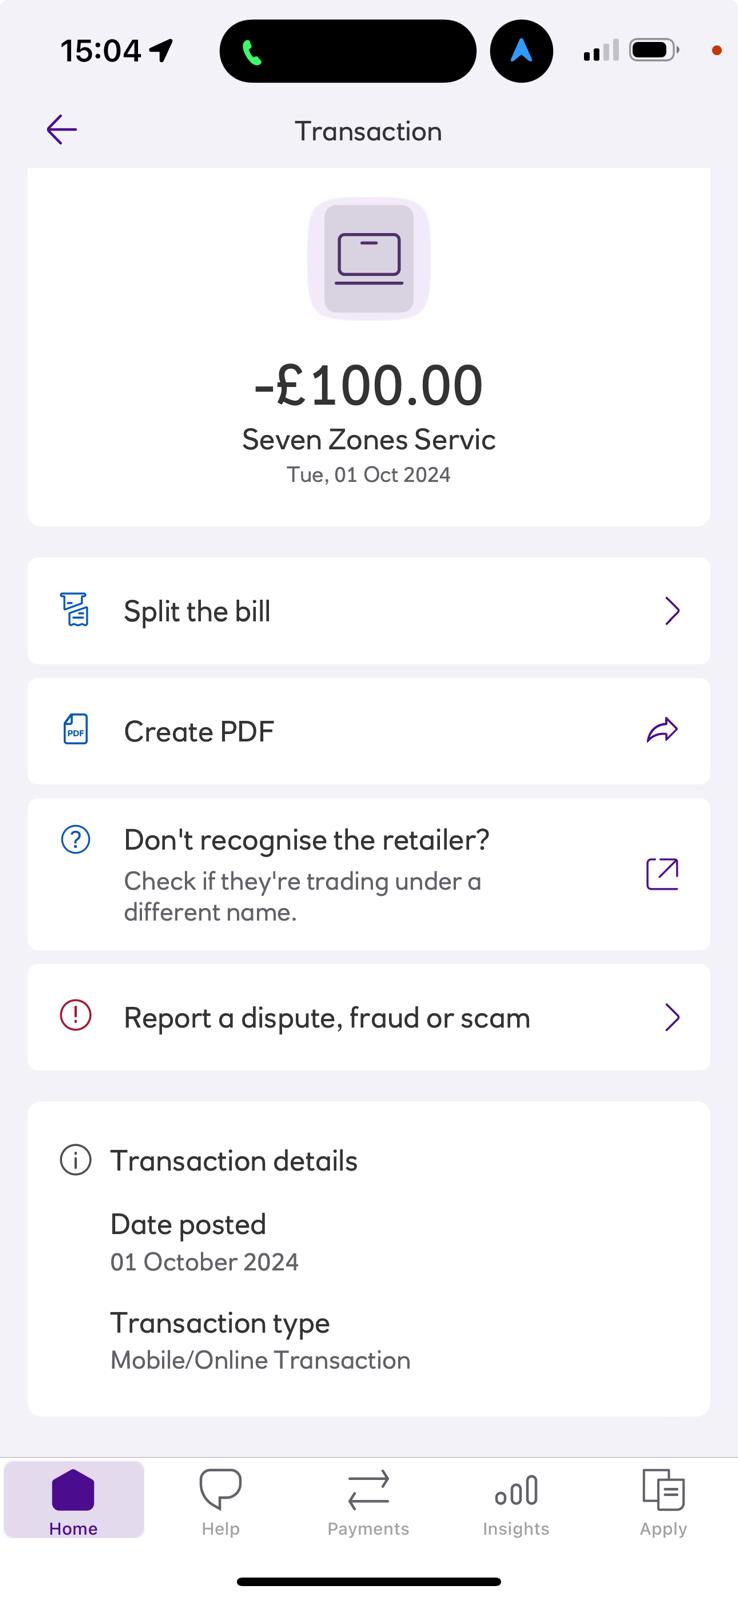 15:04
Transaction
-£100.00
Seven Zones Servic
Tue, 01 Oct 2024
Split the bill
PDF
Create PDF
Don't recognise the retailer?
Check if they're trading under a
different name.
Report a dispute, fraud or scam
Transaction details
Date posted
01 October 2024
Transaction type
Mobile/Online Transaction
Home
Help
Payments
Insights
Apply